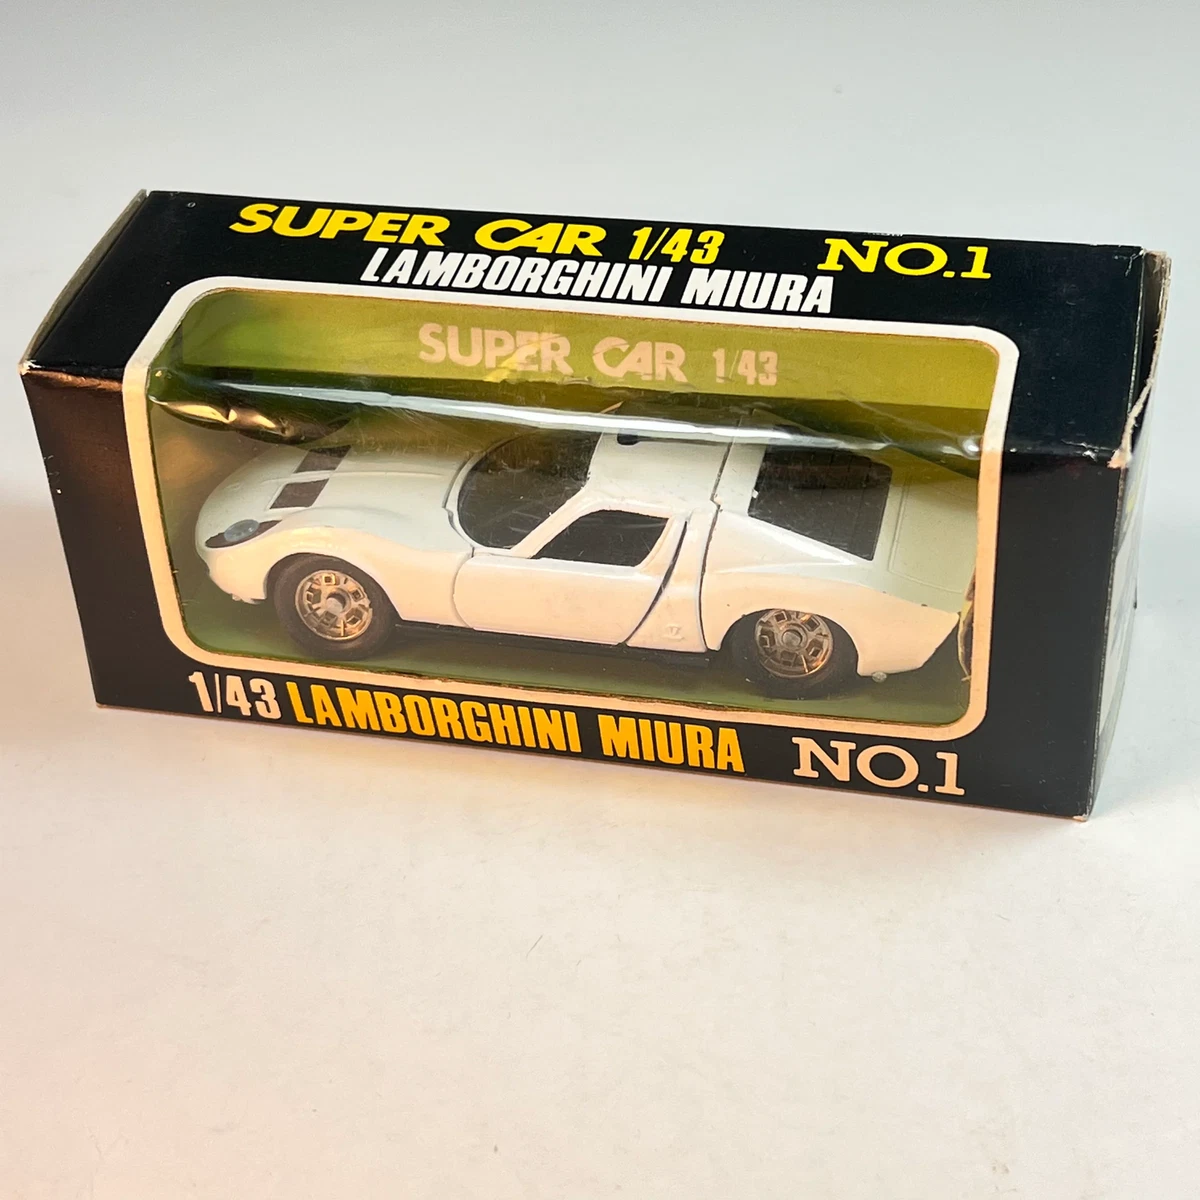 SUPER CAR 1/43 NO.1
LAMBORGHINI MIURA
SUPER CAR 1/43
1/43 LAMBORGHINI MIURA NO.1